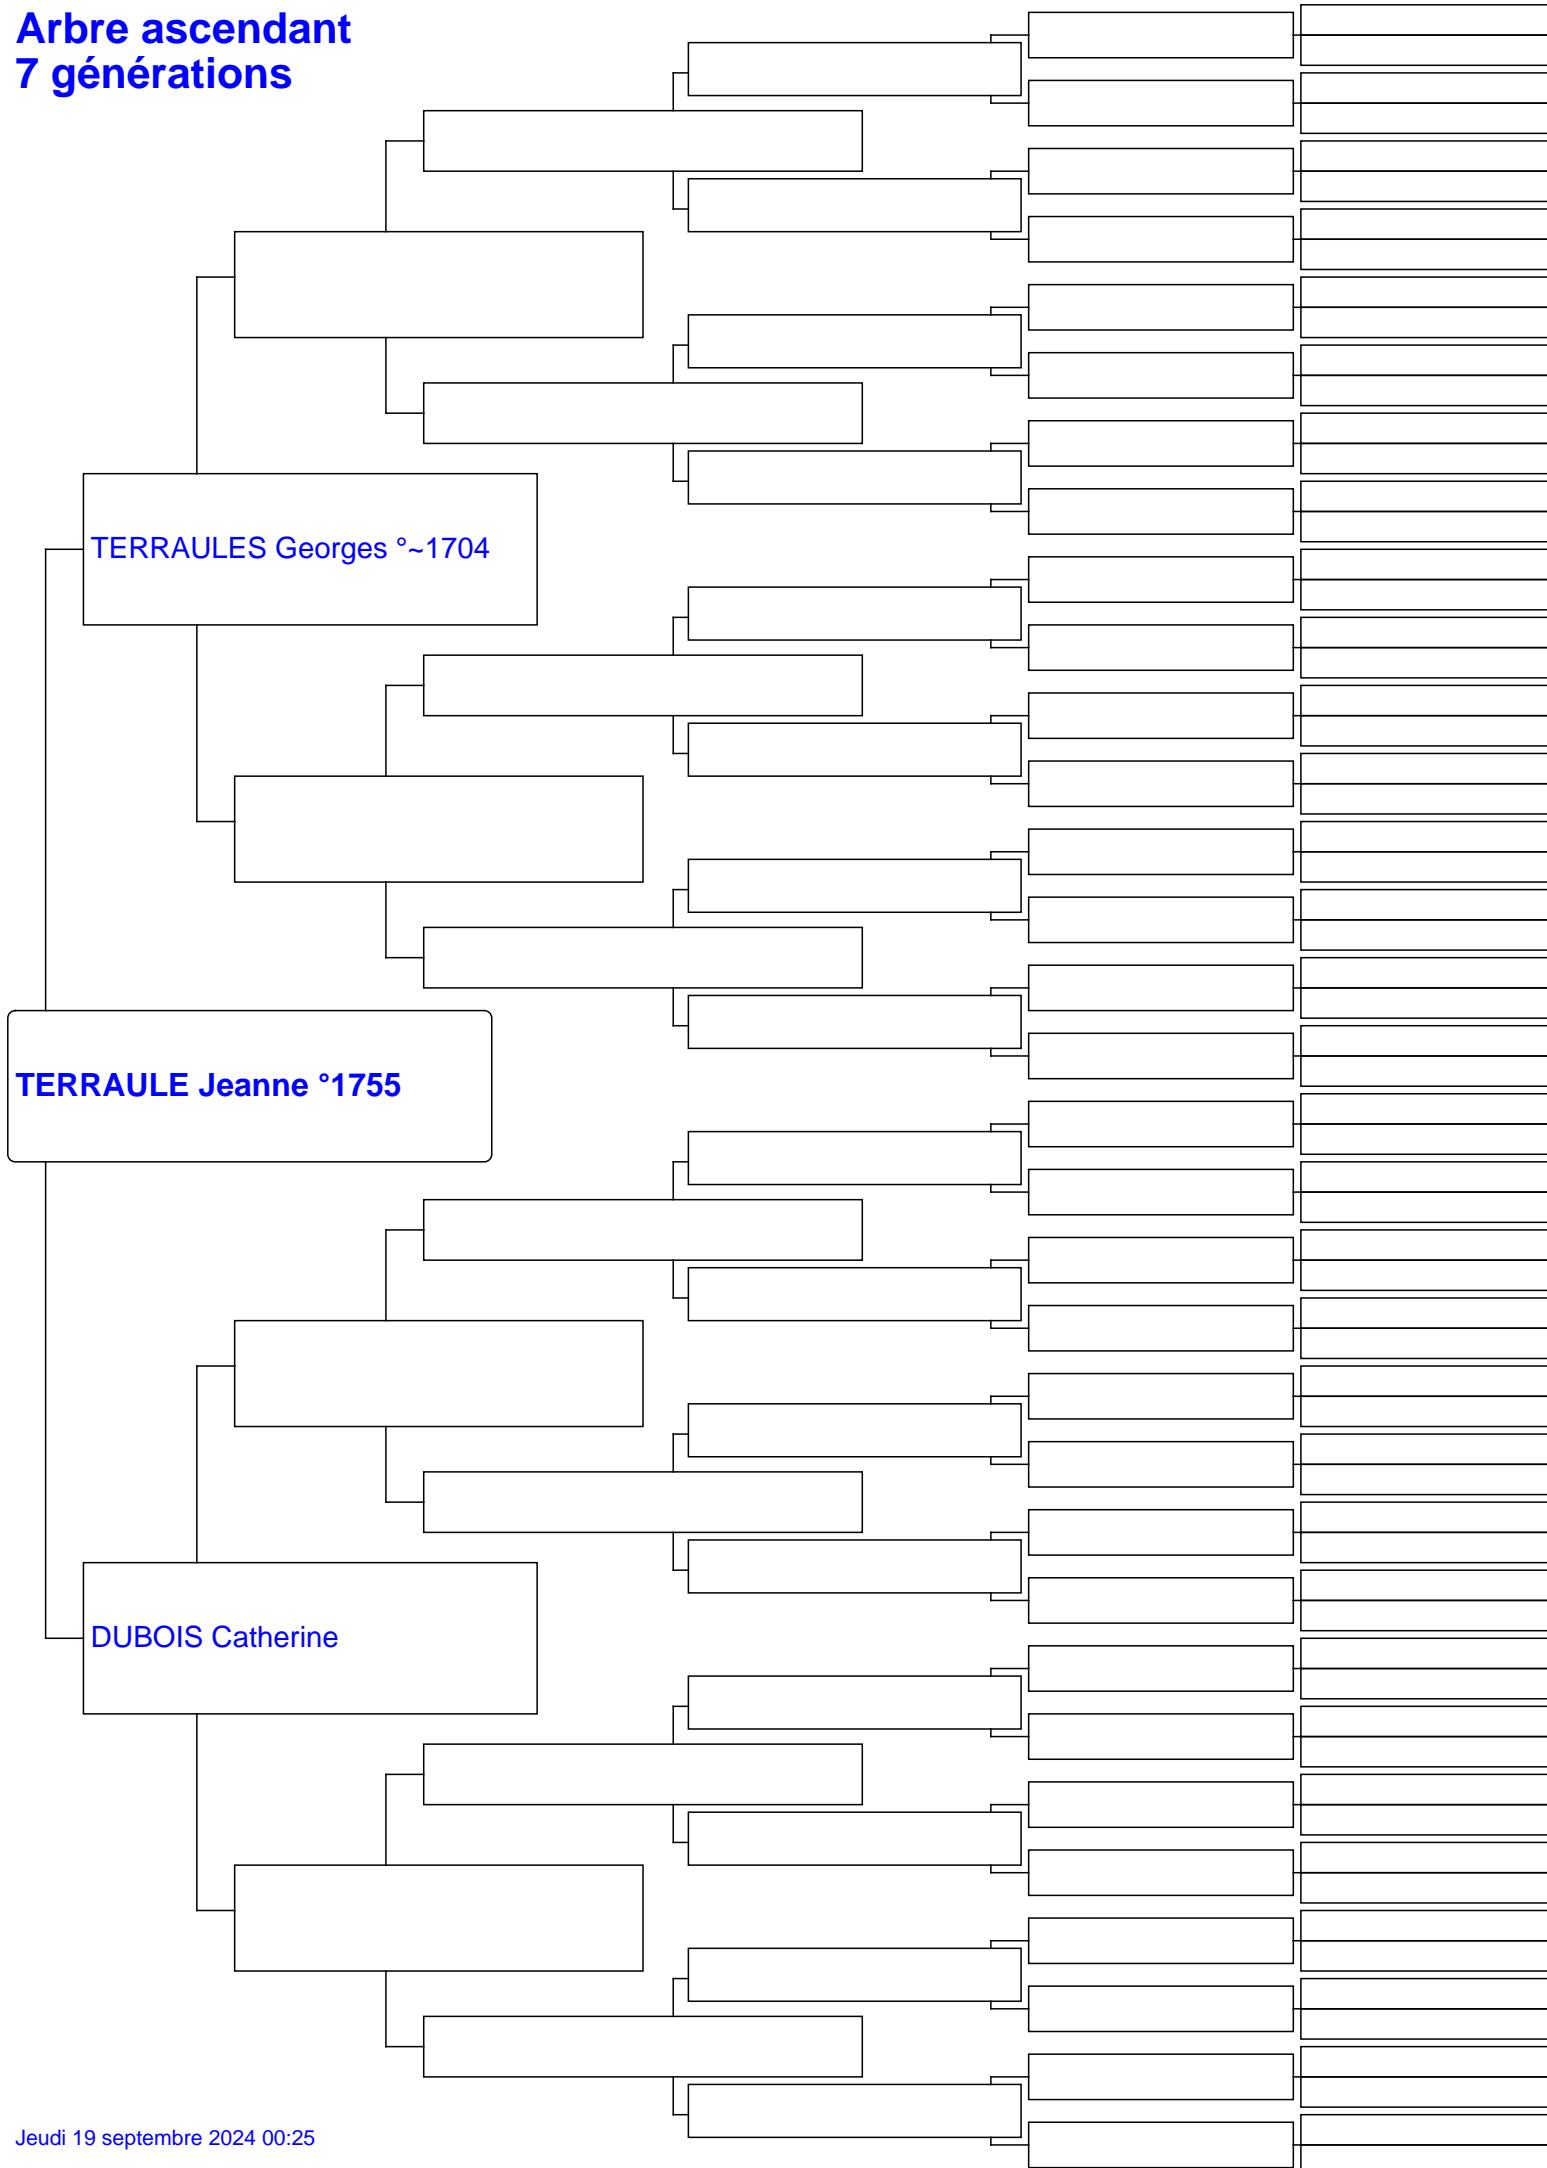 Arbre ascendant
7 générations
TERRAULES Georges °~1704
TERRAULE Jeanne °1755
DUBOIS Catherine
Jeudi 19 septembre 2024 00:25